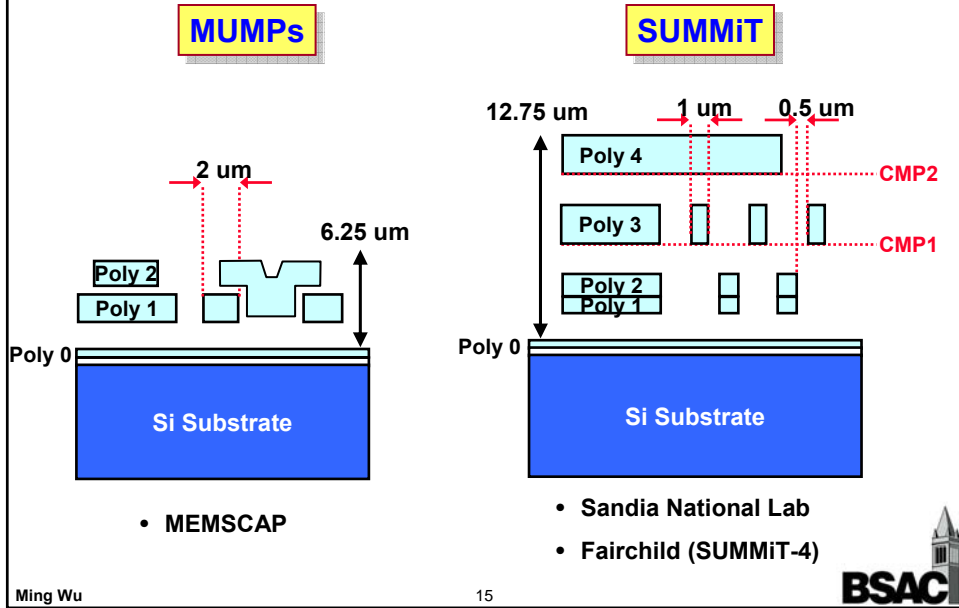 MUMPs
2 um
6.25 um
Poly 2
Poly 1
Poly 0
Si Substrate
• MEMSCAP
SUMMiT
12.75 um
1 um
0.5 um
Poly 4
CMP2
Poly 3
CMP1
Poly 2
Poly 1
Poly 0
Si Substrate
• Sandia National Lab
• Fairchild (SUMMiT-4)
Ming Wu
15
BSAC